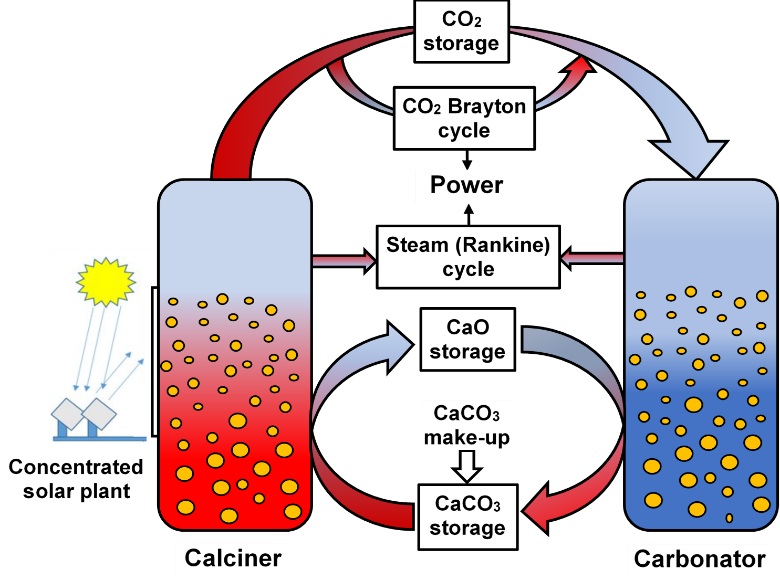 CO₂
storage
CO₂ Brayton
cycle
Power
Steam (Rankine)
cycle
CaO
storage
CaCO₃
make-up
CaCO₃
storage
Concentrated
solar plant
Calciner
Carbonator